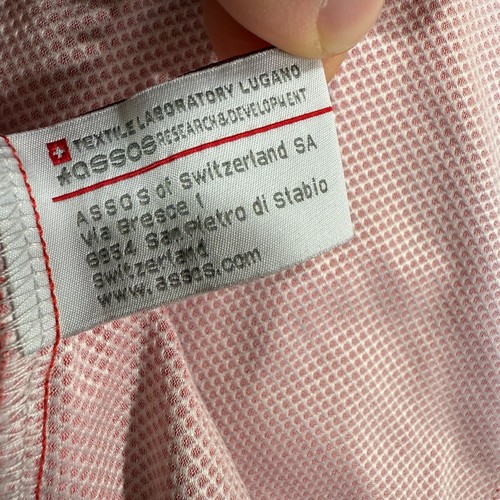 TEXTILE LABORATORY LUGANO
assos RESEARCH&DEVELOPMENT
ASSOS of Switzerland SA
Via Gresce 1
6854 San Pietro di Stabio
Switzerland
www.assos.com